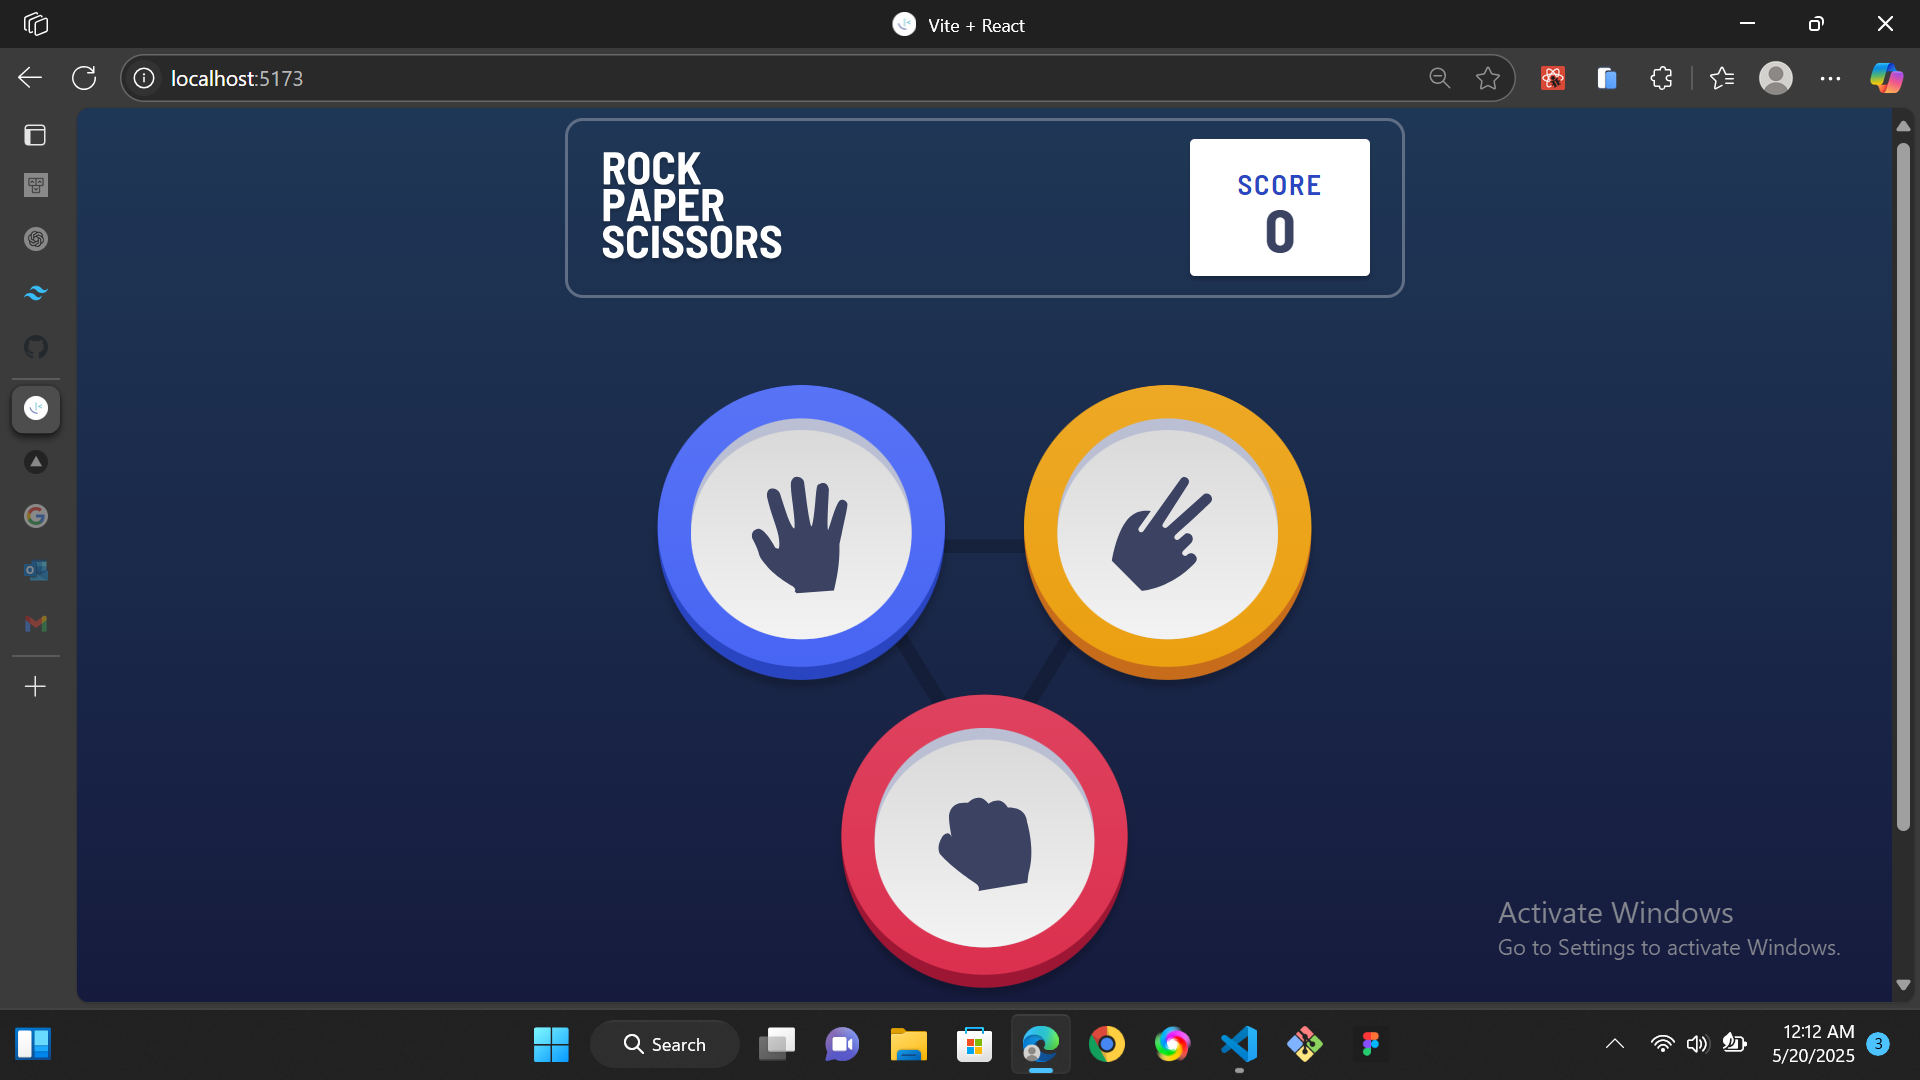 Vite + React
localhost:5173
ROCK
PAPER
SCISSORS
SCORE
0
Activate Windows
Go to Settings to activate Windows.
Search
12:12 AM
5/20/2025
3